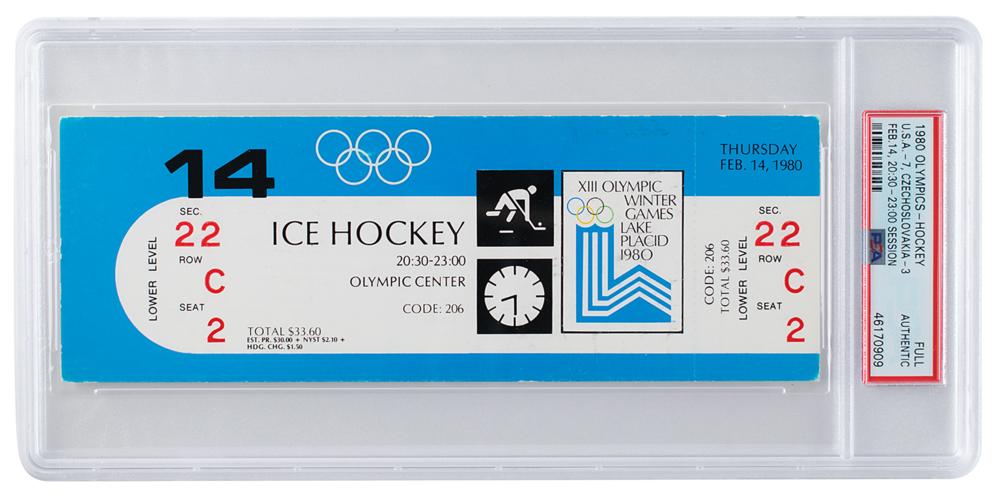 14
THURSDAY
FEB. 14, 1980
LOWER LEVEL
SEC.
22
ROW
C
SEAT
2
ICE HOCKEY
20:30-23:00
OLYMPIC CENTER
CODE: 206
TOTAL $33.60
EST. PR. $30.00 + NYST $2.10 +
HDG. CHG. $1.50
XIII OLYMPIC
WINTER
GAMES
LAKE
PLACID
1980
CODE: 206
TOTAL $33.60
LOWER LEVEL
SEC.
22
ROW
C
SEAT
2
1980 OLYMPICS - HOCKEY
U.S.A. - 7, CZECHOSLOVAKIA - 3
FEB.14, 20:30 - 23:00 SESSION
PSA
FULL
AUTHENTIC
46170909